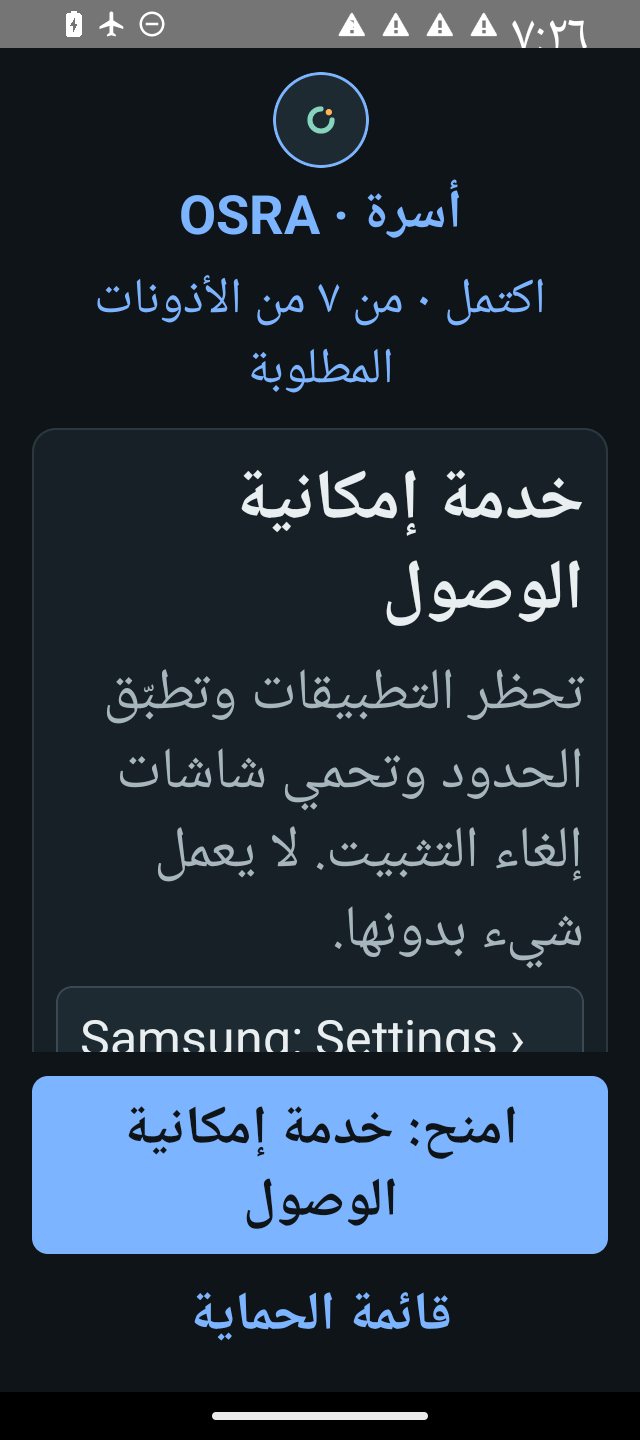 ٧:٢٦
أسرة · OSRA
اكتمل ٠ من ٧ من الأذونات
المطلوبة
خدمة إمكانية
الوصول
تحظر التطبيقات وتطبّق
الحدود وتحمي شاشات
إلغاء التثبيت. لا يعمل
شيء بدونها.
Samsung: Settings ›
امنح: خدمة إمكانية
الوصول
قائمة الحماية